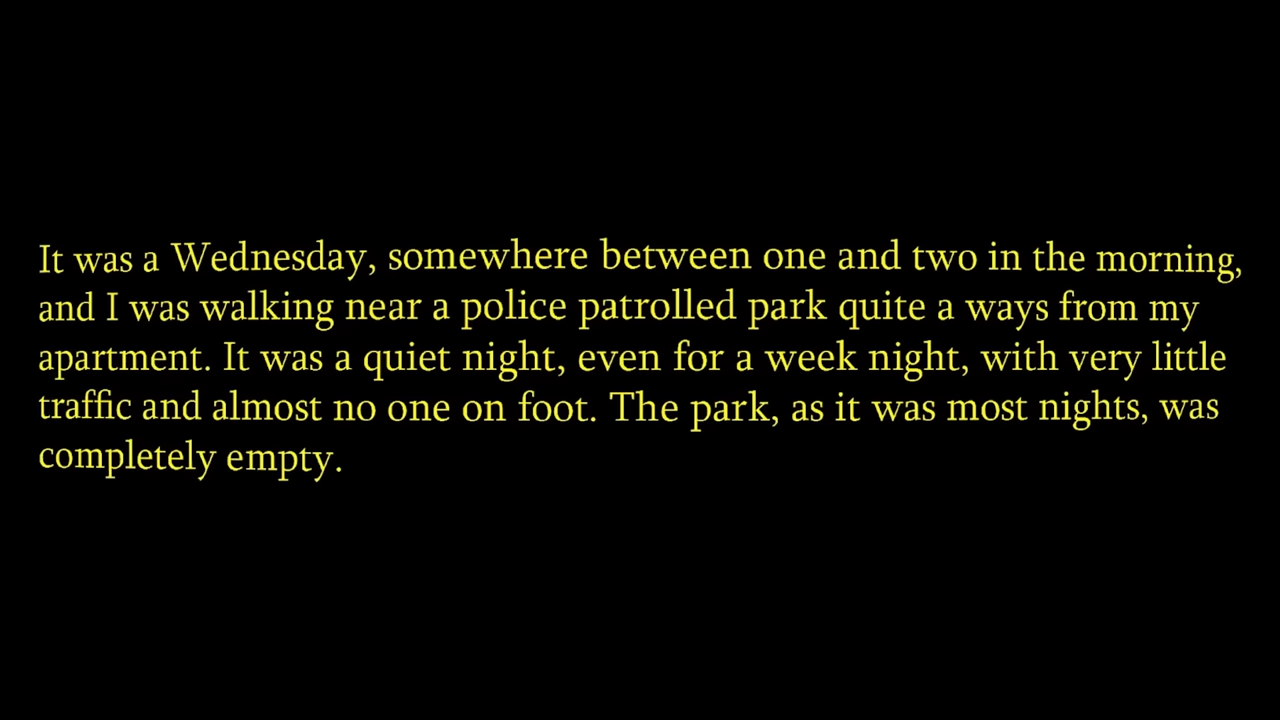 It was a Wednesday, somewhere between one and two in the morning,
and I was walking near a police patrolled park quite a ways from my
apartment. It was a quiet night, even for a week night, with very little
traffic and almost no one on foot. The park, as it was most nights, was
completely empty.